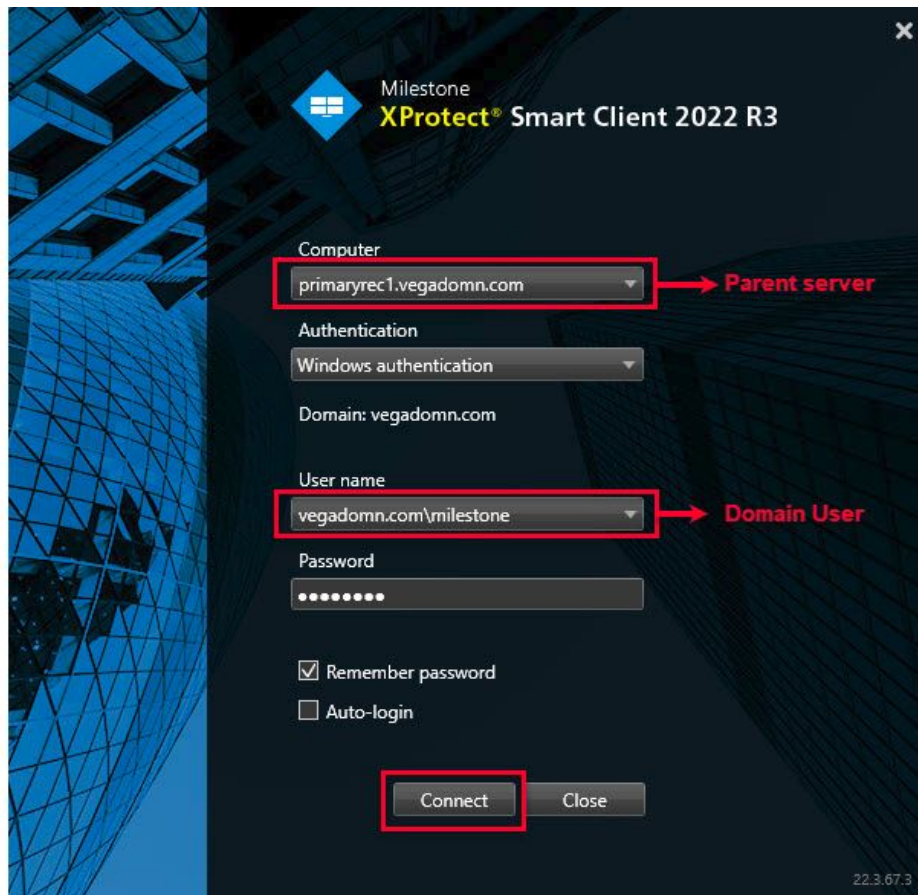 Milestone
XProtect® Smart Client 2022 R3
Computer
primaryrec1.vegadomn.com
Parent server
Authentication
Windows authentication
Domain: vegadomn.com
User name
vegadomn.com\milestone
Domain User
Password
Remember password
Auto-login
Connect
Close
22.3.67.3